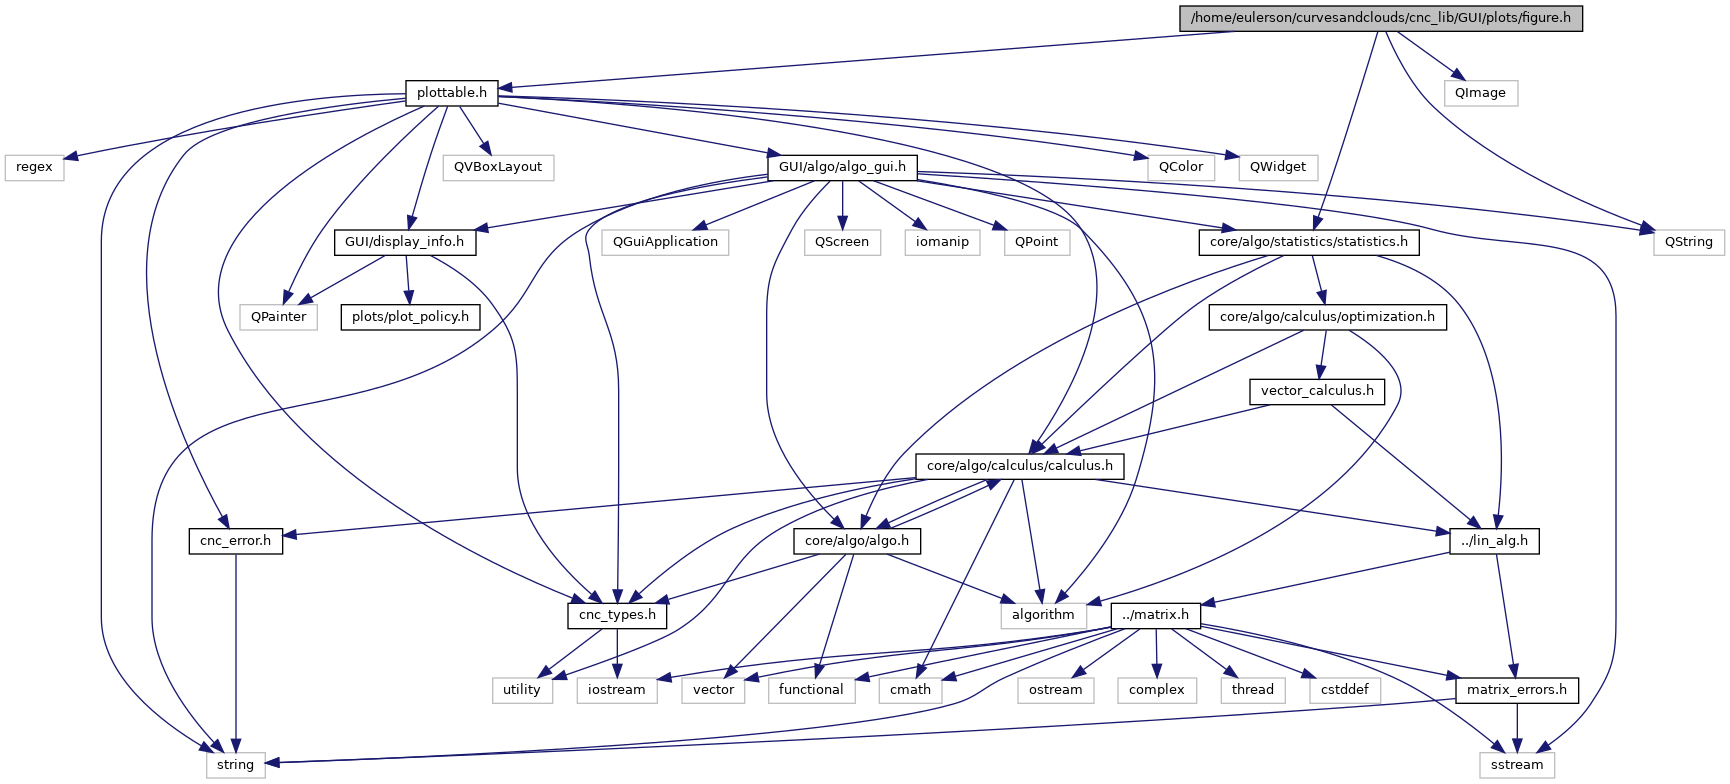 /home/eulerson/curvesandclouds/cnc_lib/GUI/plots/figure.h
plottable.h
QImage
regex
QVBoxLayout
GUI/algo/algo_gui.h
QColor
QWidget
GUI/display_info.h
QGuiApplication
QScreen
iomanip
QPoint
core/algo/statistics/statistics.h
QString
QPainter
plots/plot_policy.h
core/algo/calculus/optimization.h
vector_calculus.h
core/algo/calculus/calculus.h
cnc_error.h
core/algo/algo.h
../lin_alg.h
cnc_types.h
algorithm
../matrix.h
utility
iostream
vector
functional
cmath
ostream
complex
thread
cstddef
matrix_errors.h
string
sstream